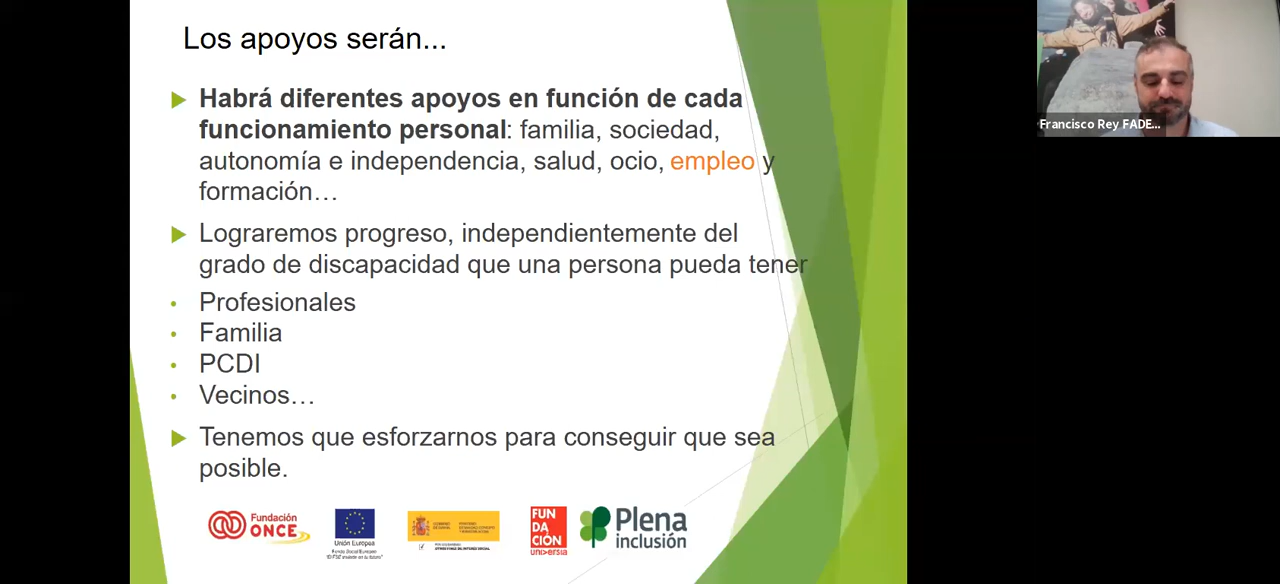 Los apoyos serán...
Habrá diferentes apoyos en función de cada
funcionamiento personal: familia, sociedad,
autonomía e independencia, salud, ocio, empleo y
formación…
Lograremos progreso, independientemente del
grado de discapacidad que una persona pueda tener
Profesionales
Familia
PCDI
Vecinos…
Tenemos que esforzarnos para conseguir que sea
posible.
Fundación
ONCE
Unión Europea
Fondo Social Europeo
FUN
DA
CIÓN
UNIVERSIA
Plena
inclusión
Francisco Rey FADE...